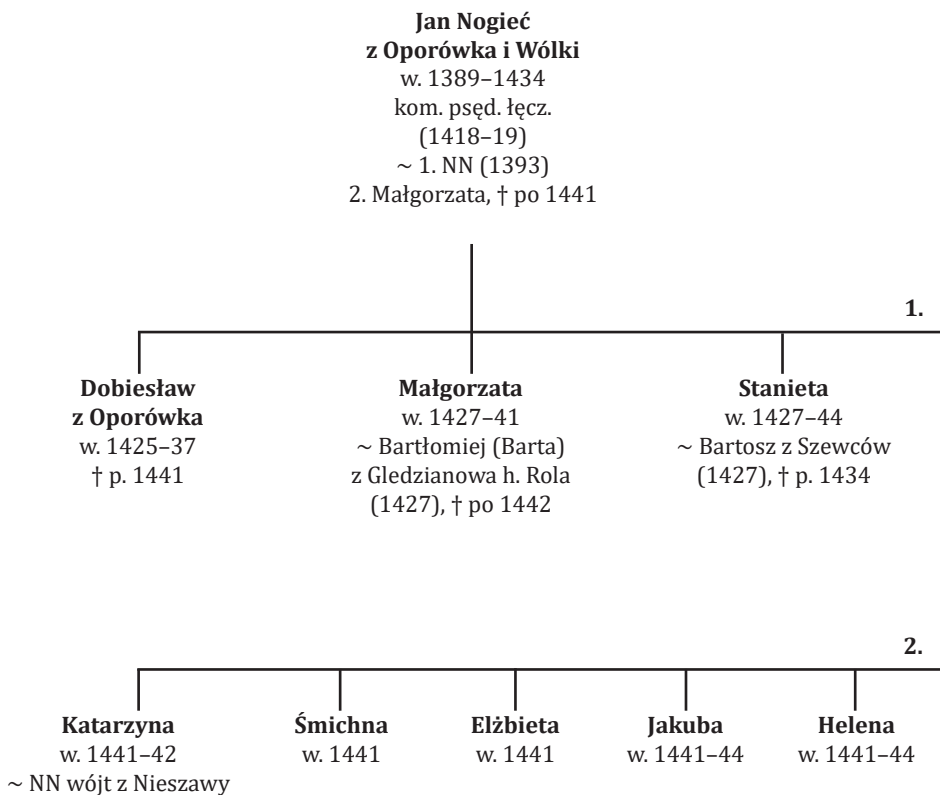 Jan Nogieć
z Oporówka i Wólki
w. 1389–1434
kom. psęd. łęcz.
(1418–19)
~ 1. NN (1393)
2. Małgorzata, † po 1441
1.
Dobiesław
z Oporówka
w. 1425–37
† p. 1441
Małgorzata
w. 1427–41
~ Bartłomiej (Barta)
z Gledzianowa h. Rola
(1427), † po 1442
Stanieta
w. 1427–44
~ Bartosz z Szewców
(1427), † p. 1434
2.
Katarzyna
w. 1441–42
~ NN wójt z Nieszawy
Śmichna
w. 1441
Elżbieta
w. 1441
Jakuba
w. 1441–44
Helena
w. 1441–44